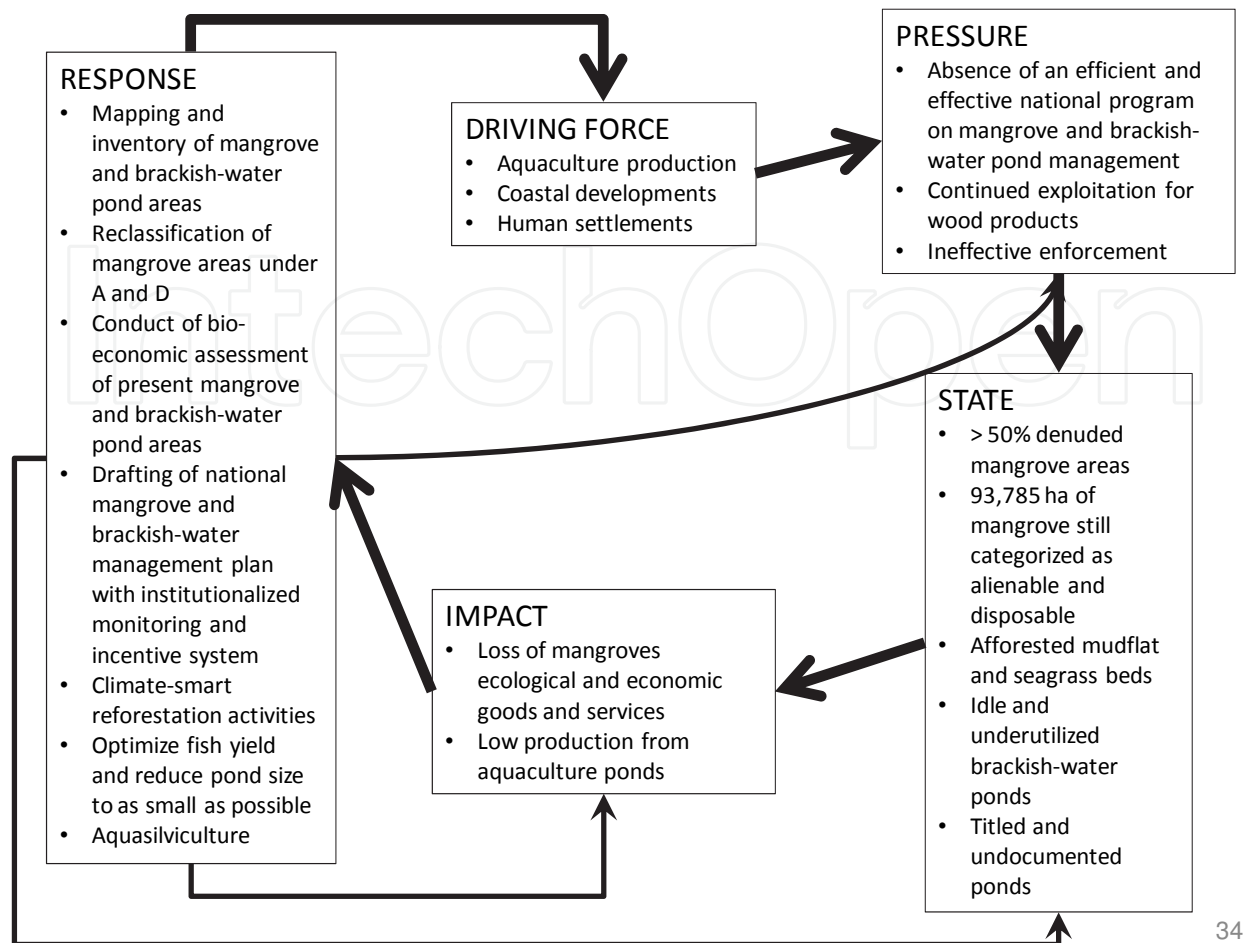 RESPONSE
• Mapping and
inventory of mangrove
and brackish-water
pond areas
• Reclassification of
mangrove areas under
A and D
• Conduct of bio-
economic assessment
of present mangrove
and brackish-water
pond areas
• Drafting of national
mangrove and
brackish-water
management plan
with institutionalized
monitoring and
incentive system
• Climate-smart
reforestation activities
• Optimize fish yield
and reduce pond size
to as small as possible
• Aquasilviculture
DRIVING FORCE
• Aquaculture production
• Coastal developments
• Human settlements
PRESSURE
• Absence of an efficient and
effective national program
on mangrove and brackish-
water pond management
• Continued exploitation for
wood products
• Ineffective enforcement
STATE
• > 50% denuded
mangrove areas
• 93,785 ha of
mangrove still
categorized as
alienable and
disposable
• Afforested mudflat
and seagrass beds
• Idle and
underutilized
brackish-water
ponds
• Titled and
undocumented
ponds
IMPACT
• Loss of mangroves
ecological and economic
goods and services
• Low production from
aquaculture ponds
IntechOpen
34